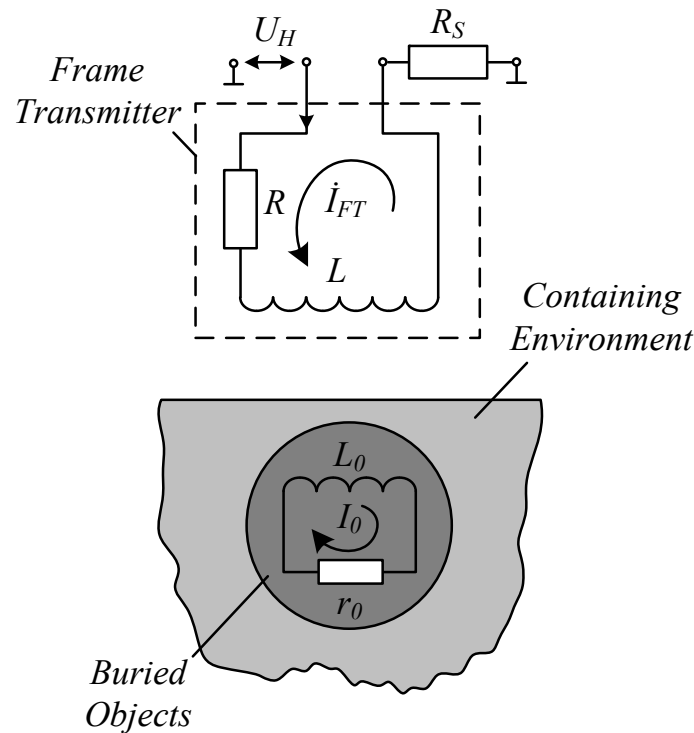 U_H
R_S
Frame
Transmitter
R
İ_FT
L
Containing
Environment
L_0
I_0
r_0
Buried
Objects